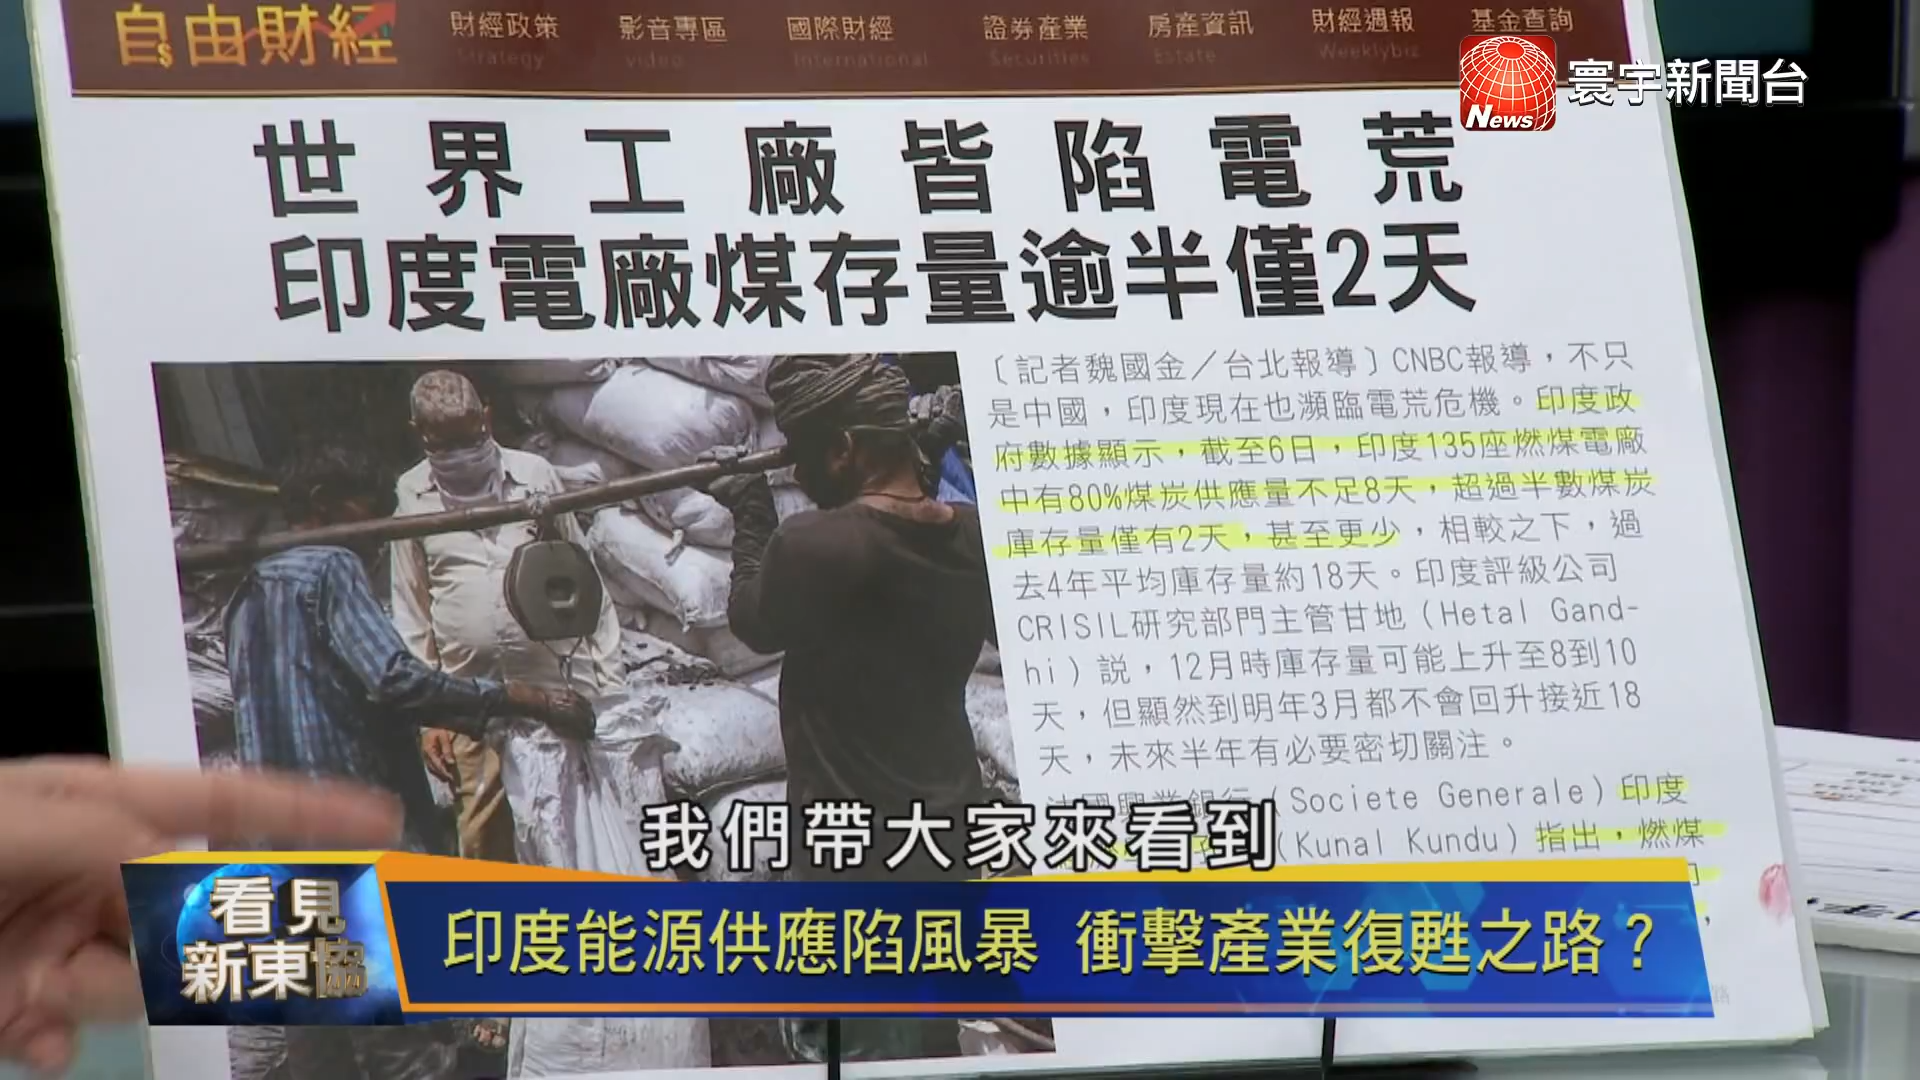 自由財經
財經政策 影音專區 國際財經 證券產業 房產資訊 財經週報 基金查詢
Strategy video International Securities Estate Weeklybiz
News 寰宇新聞台
世界工廠皆陷電荒
印度電廠煤存量逾半僅2天
〔記者魏國金／台北報導〕CNBC報導，不只
是中國，印度現在也瀕臨電荒危機。印度政
府數據顯示，截至6日，印度135座燃煤電廠
中有80%煤炭供應量不足8天，超過半數煤炭
庫存量僅有2天，甚至更少，相較之下，過
去4年平均庫存量約18天。印度評級公司
CRISIL研究部門主管甘地（Hetal Gand-
hi）說，12月時庫存量可能上升至8到10
天，但顯然到明年3月都不會回升接近18
天，未來半年有必要密切關注。
（Societe Generale）印度
（Kunal Kundu）指出，燃煤
我們帶大家來看到
看見
新東協
印度能源供應陷風暴 衝擊產業復甦之路？